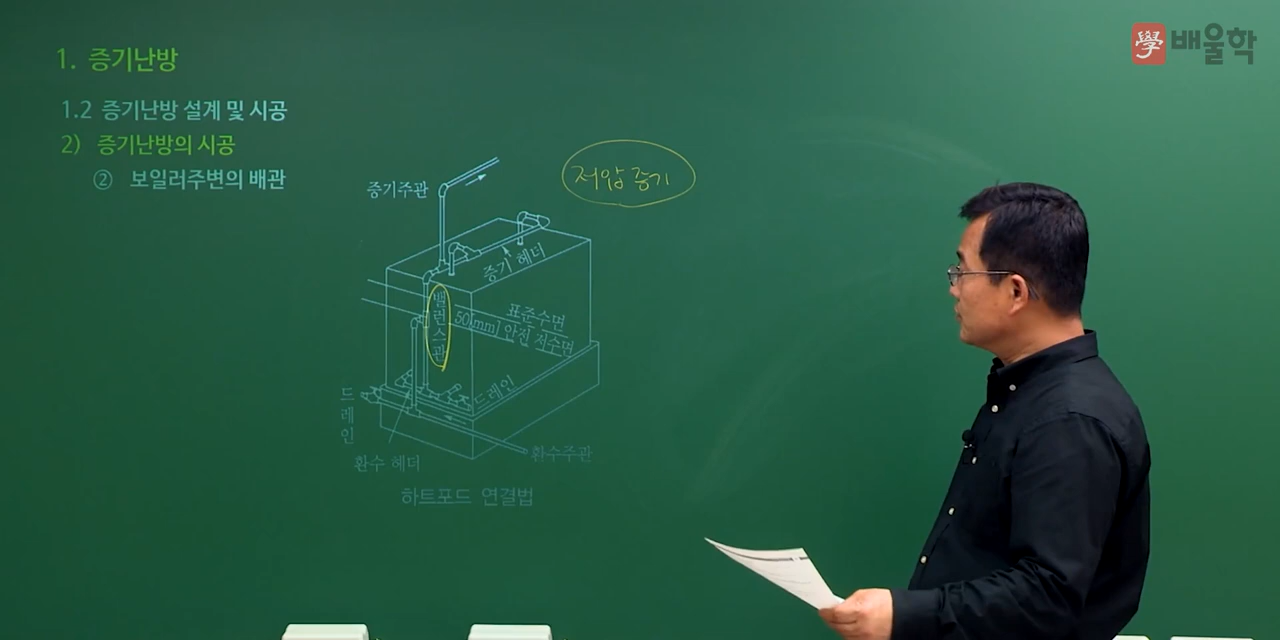 學 배울학
1. 증기난방
1.2 증기난방 설계 및 시공
2) 증기난방의 시공
② 보일러주변의 배관
저압 증기
증기주관
증기 헤더
밸런스관
표준수면
50[mm] 안전 저수면
드레인
드레인
환수 헤더
환수주관
하트포드 연결법